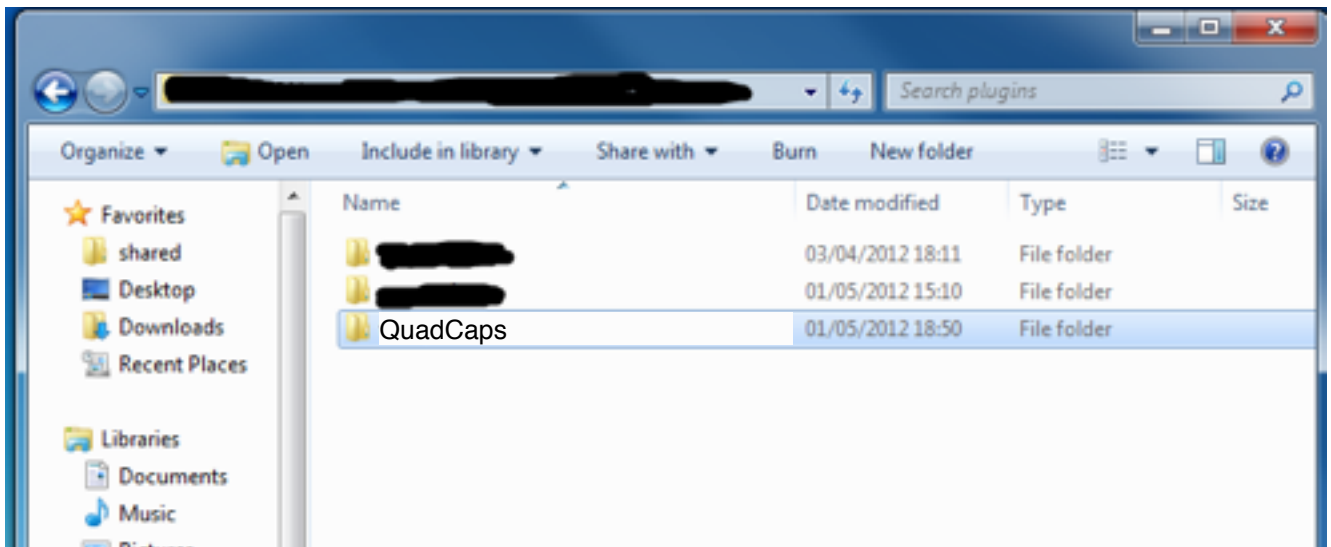 Search plugins
Organize Open Include in library Share with Burn New folder
Name Date modified Type Size
Favorites
shared 03/04/2012 18:11 File folder
Desktop 01/05/2012 15:10 File folder
Downloads QuadCaps 01/05/2012 18:50 File folder
Recent Places
Libraries
Documents
Music